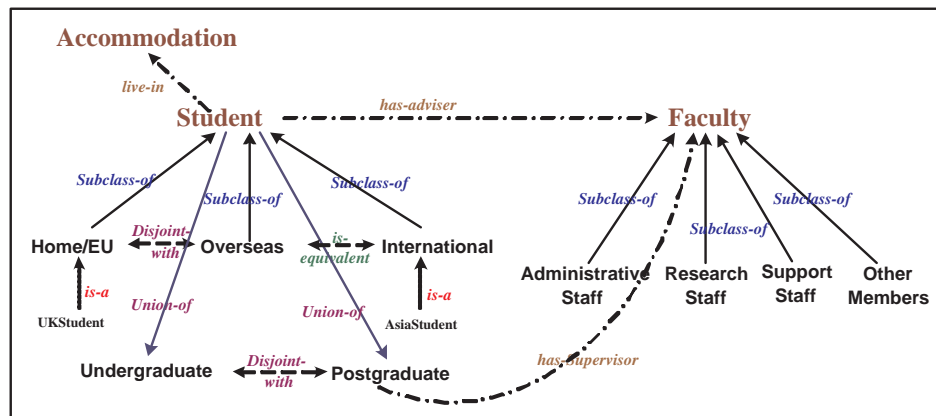 Accommodation
live-in
has-adviser
Student
Faculty
Subclass-of
Subclass-of
Subclass-of
Subclass-of
Subclass-of
Subclass-of
Subclass-of
Disjoint-
with
is-
equivalent
Home/EU
Overseas
International
Administrative
Staff
Research
Staff
Support
Staff
Other
Members
is-a
is-a
UKStudent
AsiaStudent
Union-of
Union-of
Undergraduate
Disjoint-
with
Postgraduate
has-Supervisor